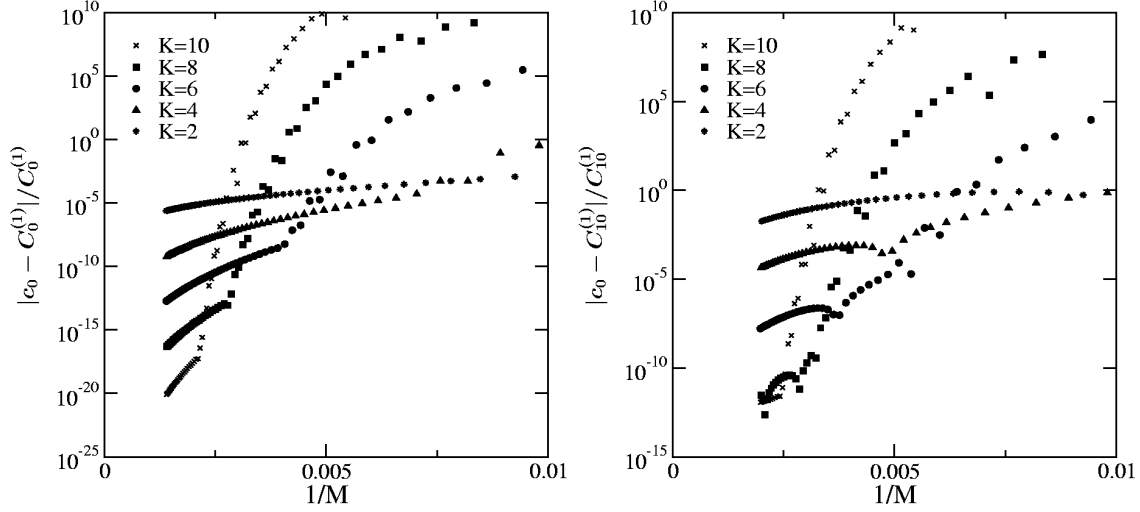 10^10
10^5
10^0
10^-5
10^-10
10^-15
10^-20
10^-25
|c_0 − C_0^(1)|/C_0^(1)
K=10
K=8
K=6
K=4
K=2
0
0.005
0.01
1/M
10^10
10^5
10^0
10^-5
10^-10
10^-15
|c_0 − C_10^(1)|/C_10^(1)
K=10
K=8
K=6
K=4
K=2
0
0.005
0.01
1/M